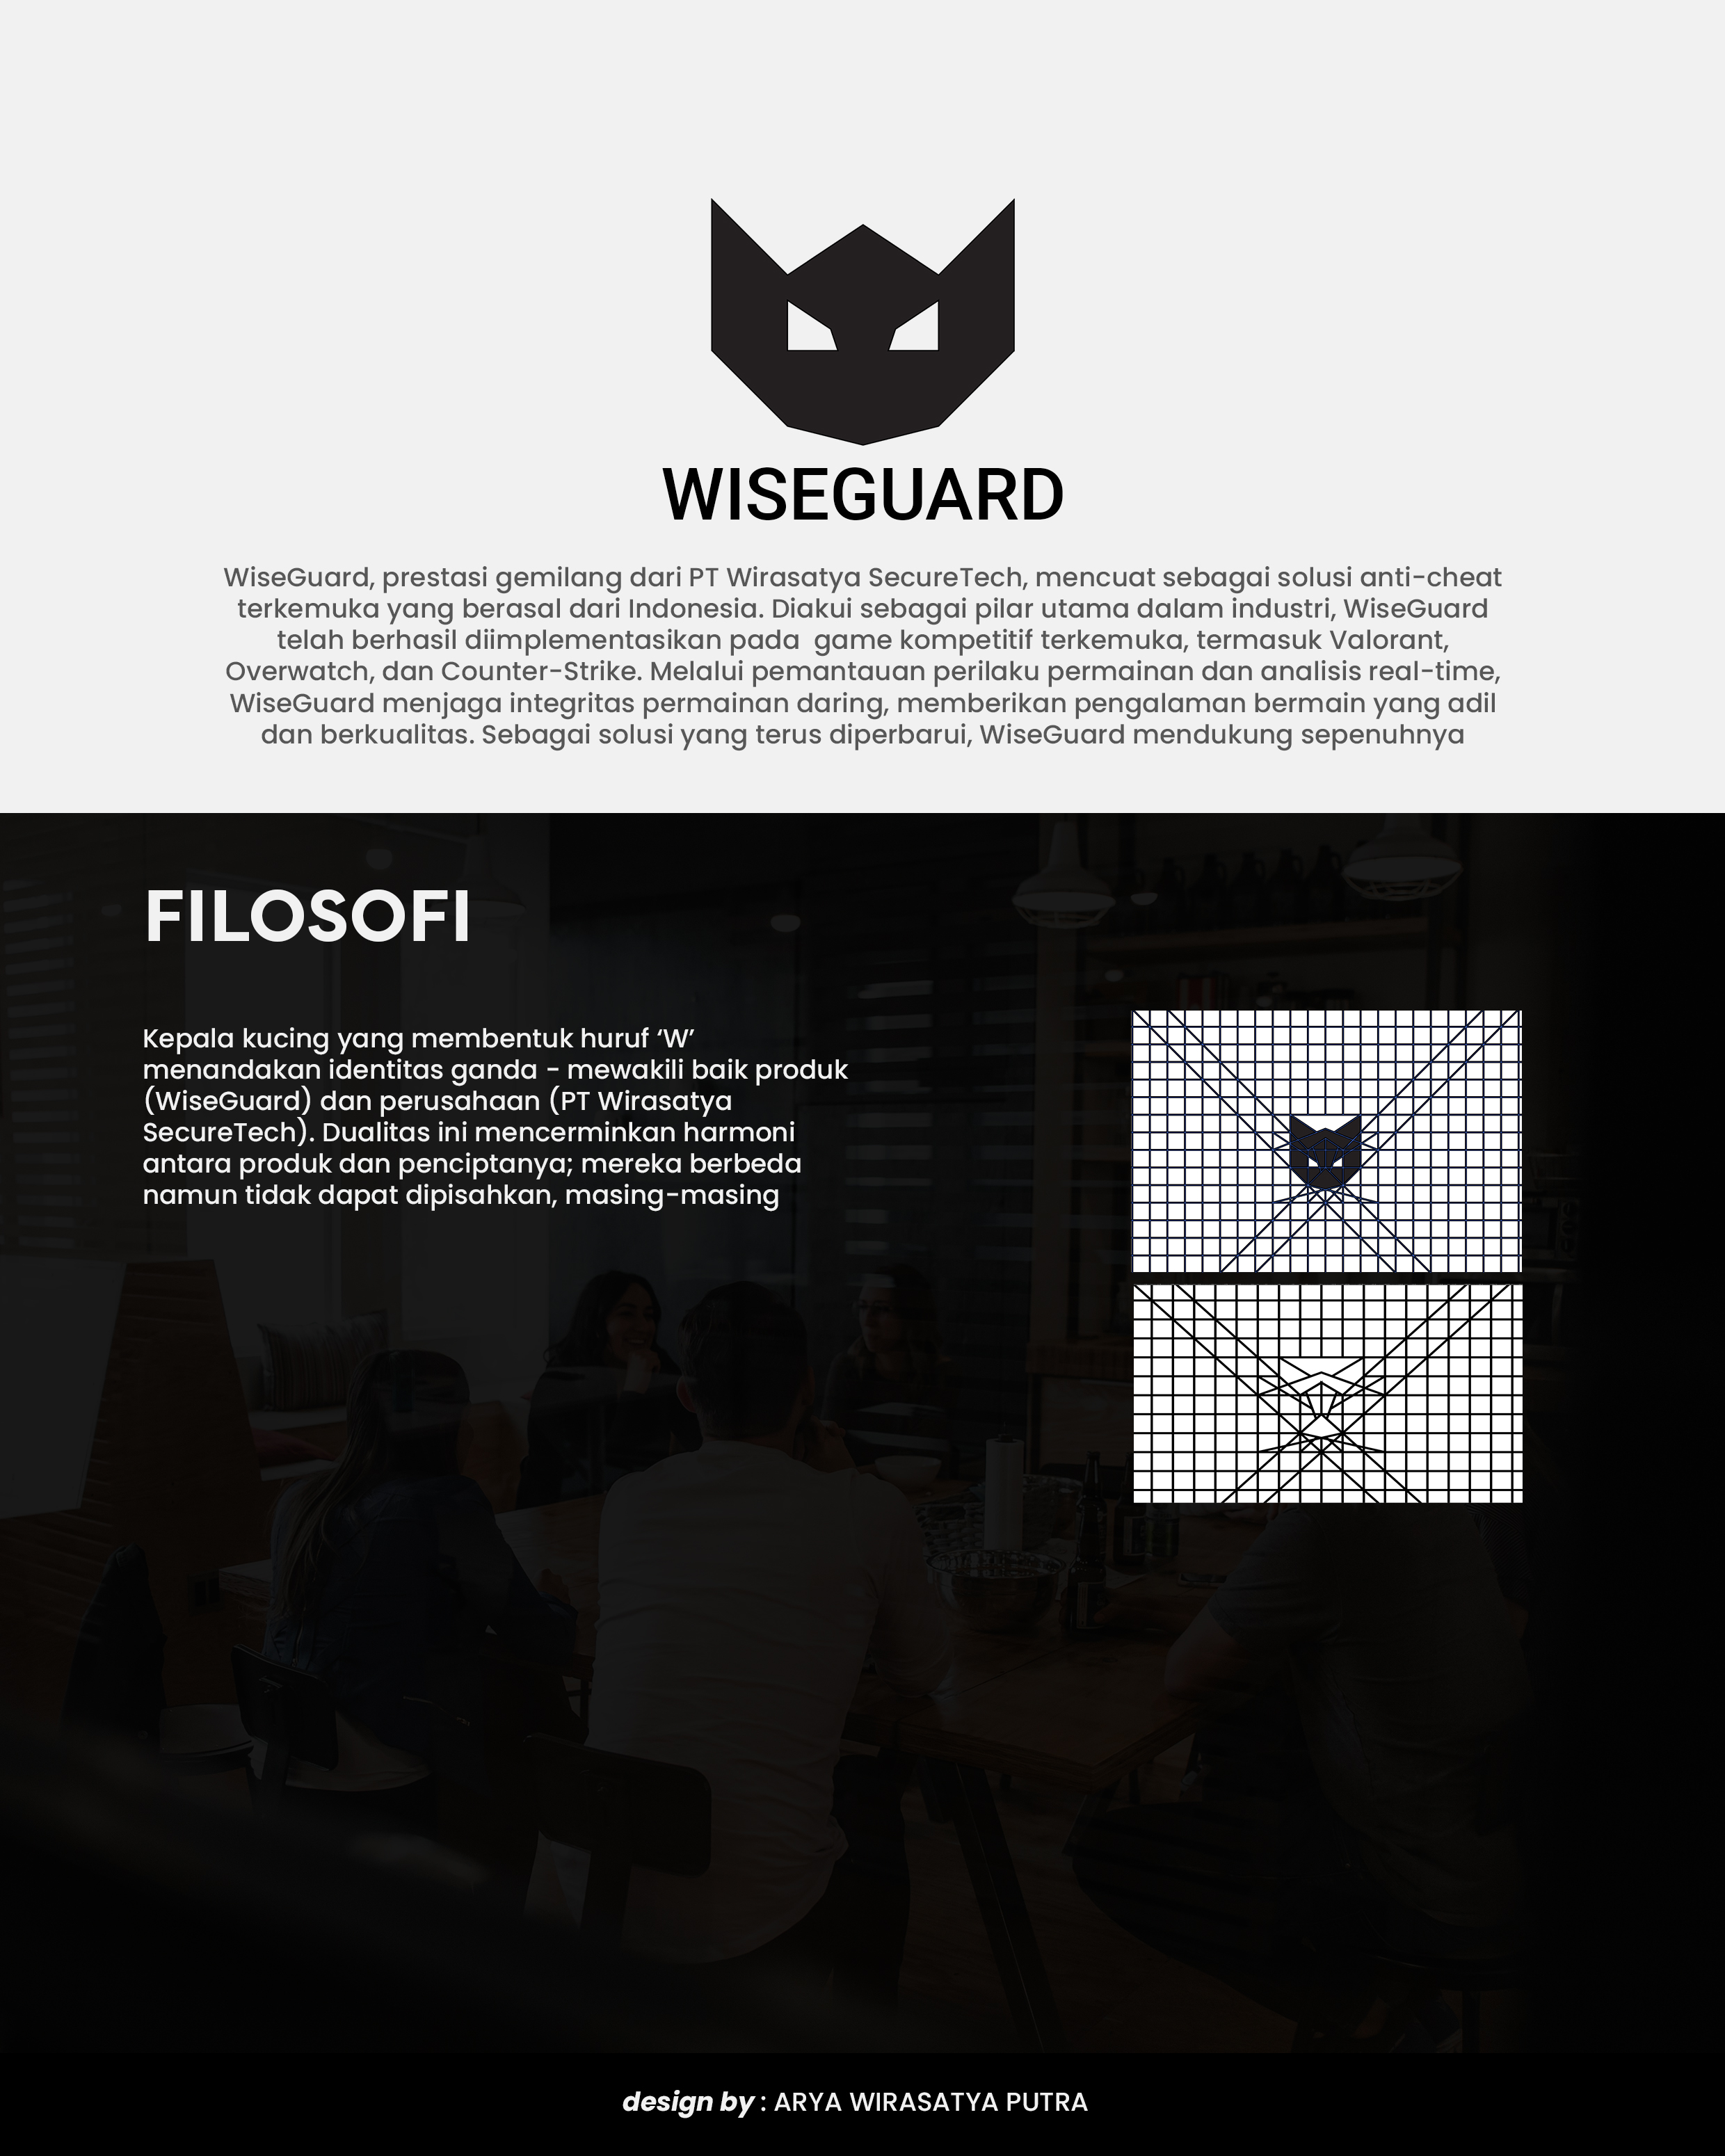 WISEGUARD
WiseGuard, prestasi gemilang dari PT Wirasatya SecureTech, mencuat sebagai solusi anti-cheat
terkemuka yang berasal dari Indonesia. Diakui sebagai pilar utama dalam industri, WiseGuard
telah berhasil diimplementasikan pada  game kompetitif terkemuka, termasuk Valorant,
Overwatch, dan Counter-Strike. Melalui pemantauan perilaku permainan dan analisis real-time,
WiseGuard menjaga integritas permainan daring, memberikan pengalaman bermain yang adil
dan berkualitas. Sebagai solusi yang terus diperbarui, WiseGuard mendukung sepenuhnya
FILOSOFI
Kepala kucing yang membentuk huruf ‘W’
menandakan identitas ganda - mewakili baik produk
(WiseGuard) dan perusahaan (PT Wirasatya
SecureTech). Dualitas ini mencerminkan harmoni
antara produk dan penciptanya; mereka berbeda
namun tidak dapat dipisahkan, masing-masing
design by : ARYA WIRASATYA PUTRA